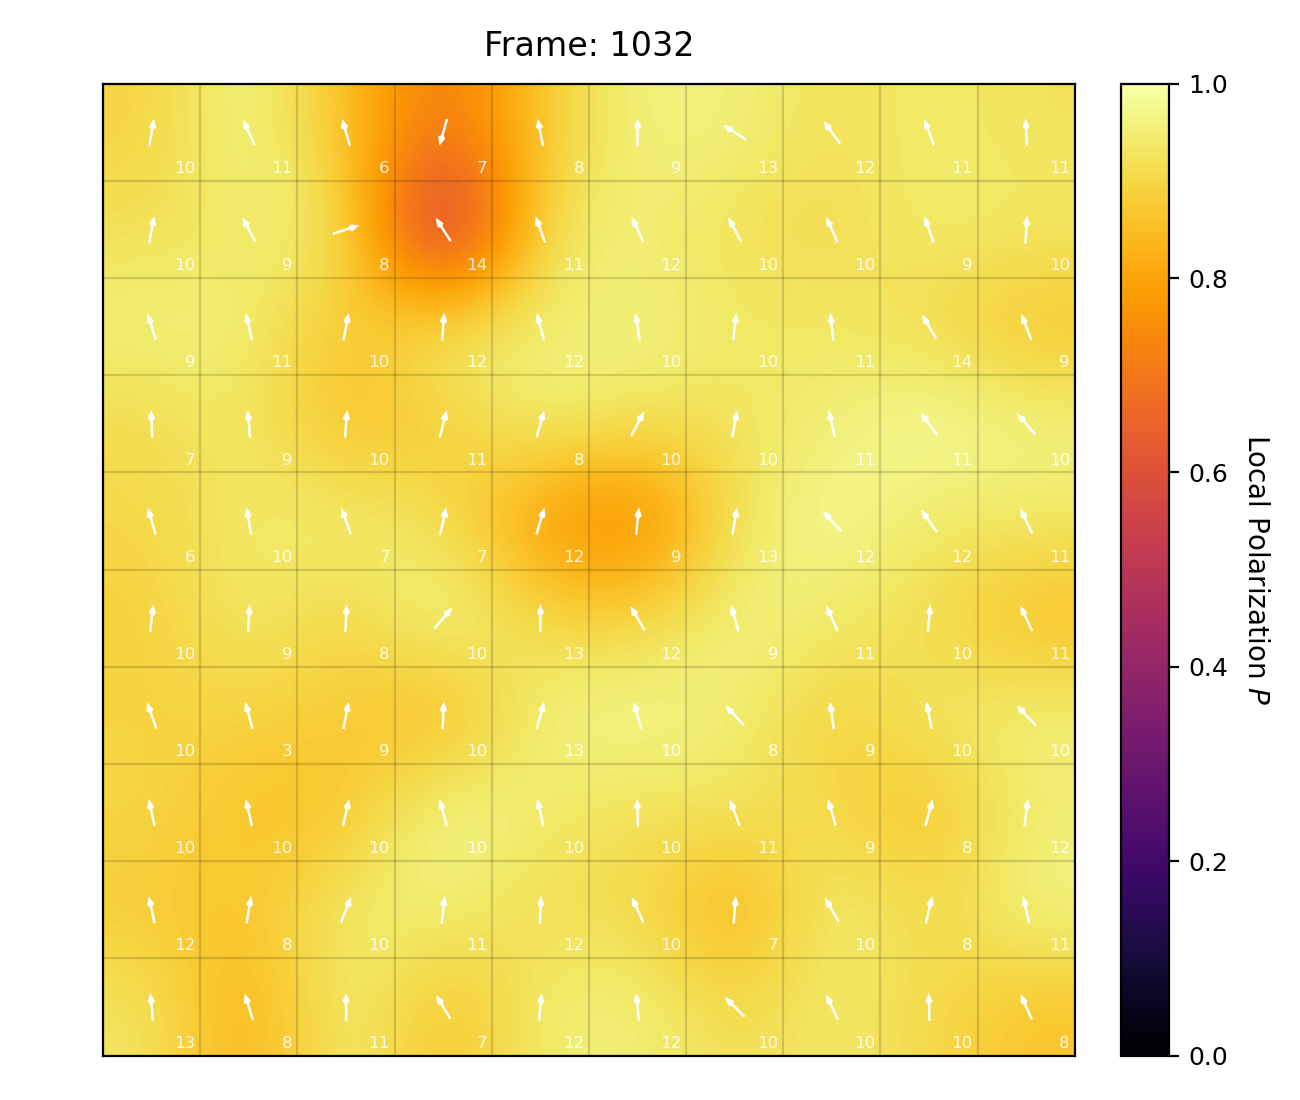 Frame: 1032
10 11 6 7 8 9 13 12 11 11
10 9 8 14 11 12 10 10 9 10
9 11 10 12 12 10 10 11 14 9
7 9 10 11 8 10 10 11 11 10
6 10 7 7 12 9 13 12 12 11
10 9 8 10 13 12 9 11 10 11
10 3 9 10 13 10 8 9 10 10
10 10 10 10 10 10 11 9 8 12
12 8 10 11 12 10 7 10 8 11
13 8 11 7 12 12 10 10 10 8
1.0
0.8
0.6
0.4
0.2
0.0
Local Polarization P